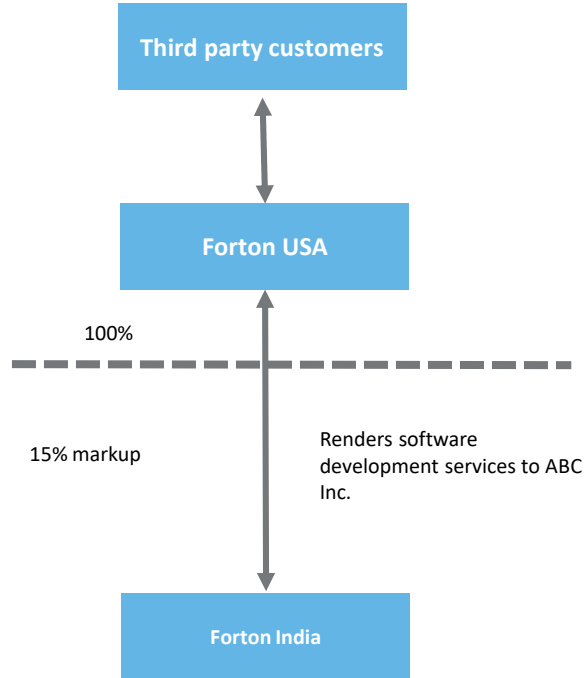 Third party customers
Forton USA
100%
15% markup
Renders software
development services to ABC
Inc.
Forton India